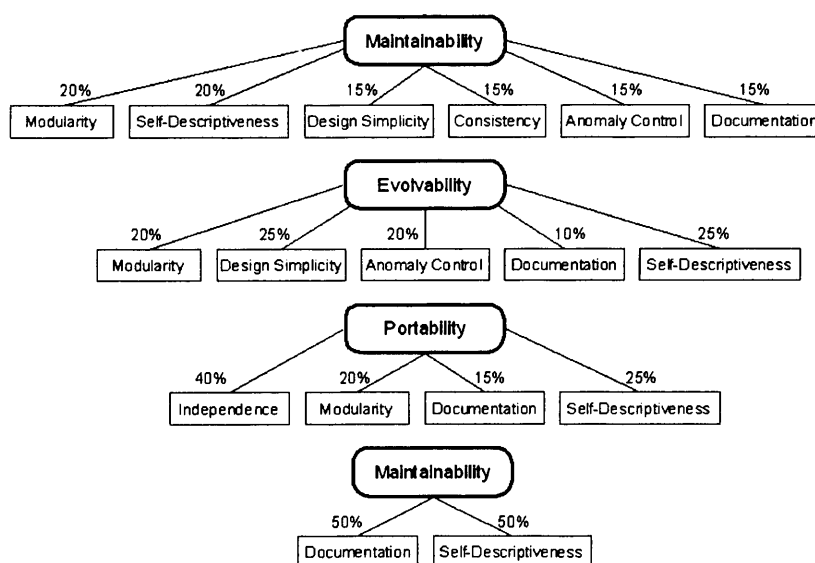 Maintainability
20% 20% 15% 15% 15% 15%
Modularity Self-Descriptiveness Design Simplicity Consistency Anomaly Control Documentation
Evolvability
20% 25% 20% 10% 25%
Modularity Design Simplicity Anomaly Control Documentation Self-Descriptiveness
Portability
40% 20% 15% 25%
Independence Modularity Documentation Self-Descriptiveness
Maintainability
50% 50%
Documentation Self-Descriptiveness